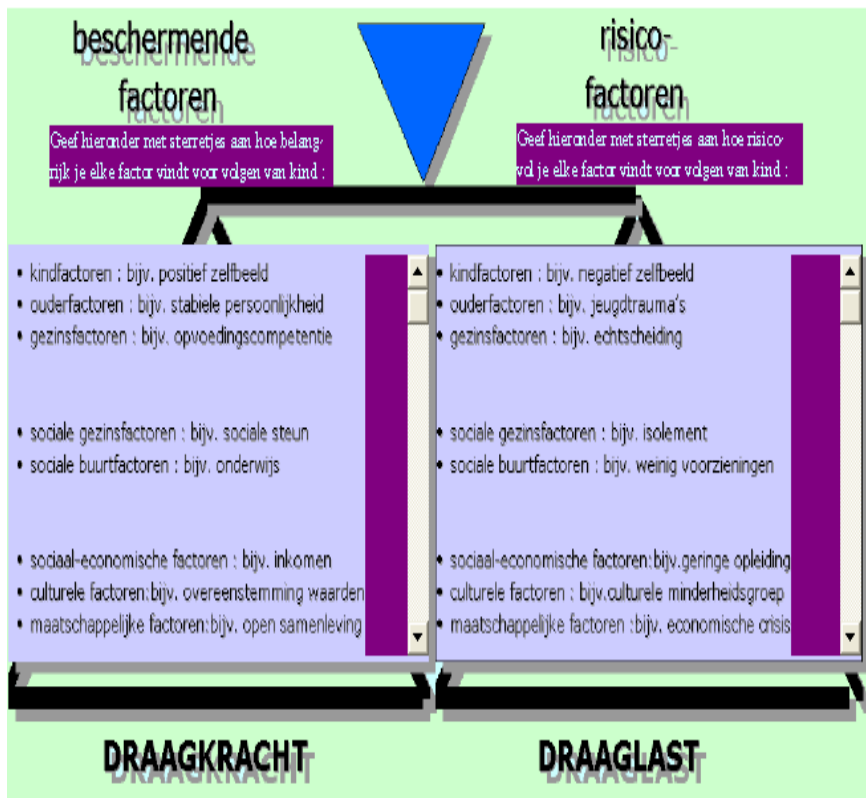 beschermende
factoren
Geef hieronder met sterretjes aan hoe belang-
rijk je elke factor vindt voor volgen van kind :
• kindfactoren : bijv. positief zelfbeeld
• ouderfactoren : bijv. stabiele persoonlijkheid
• gezinsfactoren : bijv. opvoedingscompetentie
• sociale gezinsfactoren : bijv. sociale steun
• sociale buurtfactoren : bijv. onderwijs
• sociaal-economische factoren : bijv. inkomen
• culturele factoren:bijv. overeenstemming waarden
• maatschappelijke factoren:bijv. open samenleving
DRAAGKRACHT
risico-
factoren
Geef hieronder met sterretjes aan hoe risico-
vol je elke factor vindt voor volgen van kind :
• kindfactoren : bijv. negatief zelfbeeld
• ouderfactoren : bijv. jeugdtrauma's
• gezinsfactoren : bijv. echtscheiding
• sociale gezinsfactoren : bijv. isolement
• sociale buurtfactoren : bijv. weinig voorzieningen
• sociaal-economische factoren:bijv.geringe opleiding
• culturele factoren : bijv.culturele minderheidsgroep
• maatschappelijke factoren :bijv. economische crisis
DRAAGLAST